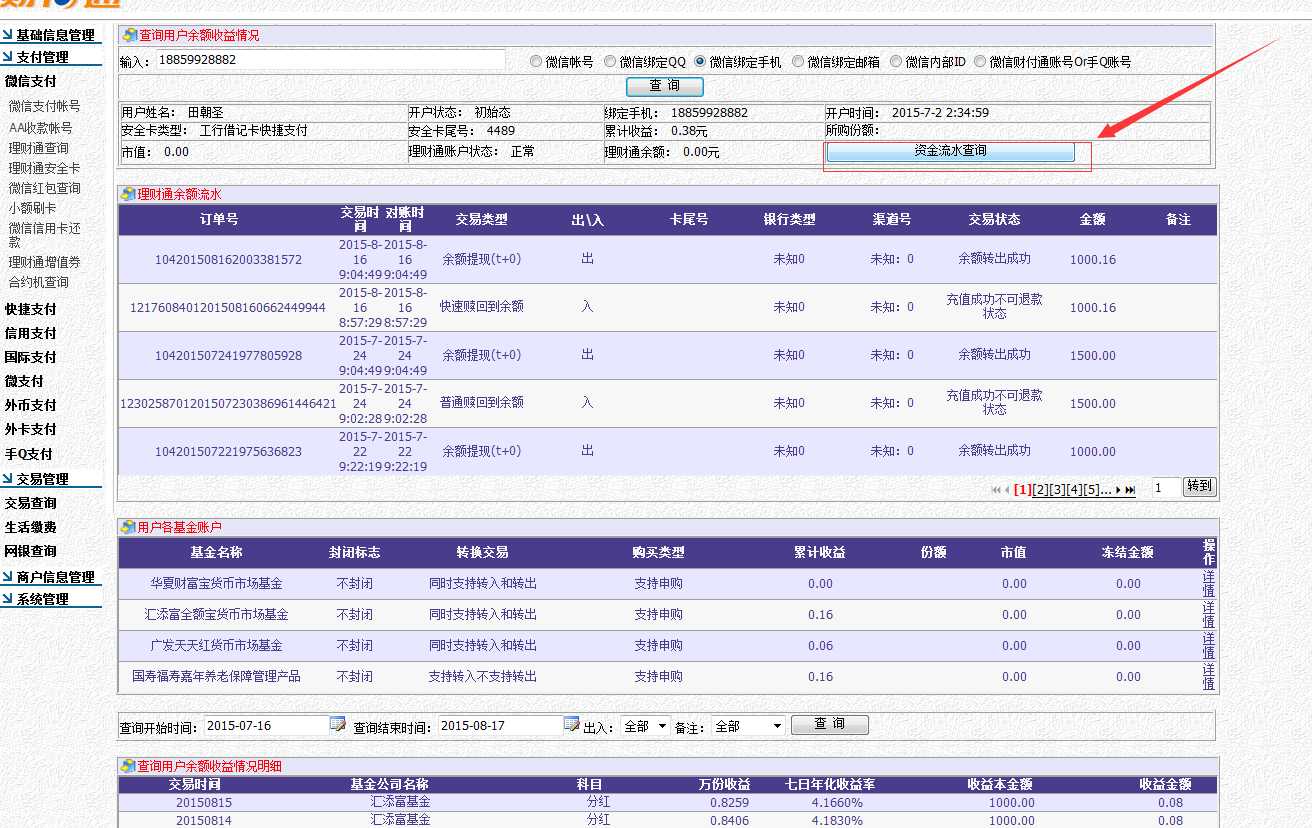 基础信息管理
支付管理
微信支付
微信支付帐号
AA收款帐号
理财通查询
理财通安全卡
微信红包查询
小额刷卡
微信信用卡还
款
理财通增值券
合约机查询
快捷支付
信用支付
国际支付
微支付
外币支付
外卡支付
手Q支付
交易管理
交易查询
生活缴费
网银查询
商户信息管理
系统管理
查询用户余额收益情况
输入： 18859928882 微信帐号 微信绑定QQ 微信绑定手机 微信绑定邮箱 微信内部ID 微信财付通账号Or手Q账号
查 询
用户姓名： 田朝圣 开户状态： 初始态 绑定手机： 18859928882 开户时间： 2015-7-2 2:34:59
安全卡类型： 工行借记卡快捷支付 安全卡尾号： 4489 累计收益： 0.38元 所购份额：
市值： 0.00 理财通账户状态： 正常 理财通余额： 0.00元 资金流水查询
理财通余额流水
订单号 交易时间 对账时间 交易类型 出\入 卡尾号 银行类型 渠道号 交易状态 金额 备注
104201508162003381572 2015-8-16 9:04:49 2015-8-16 9:04:49 余额提现(t+0) 出 未知0 未知：0 余额转出成功 1000.16
1217608401201508160662449944 2015-8-16 8:57:29 2015-8-16 8:57:29 快速赎回到余额 入 未知0 未知：0 充值成功不可退款状态 1000.16
104201507241977805928 2015-7-24 9:04:49 2015-7-24 9:04:49 余额提现(t+0) 出 未知0 未知：0 余额转出成功 1500.00
1230258701201507230386961446421 2015-7-24 9:02:28 2015-7-24 9:02:28 普通赎回到余额 入 未知0 未知：0 充值成功不可退款状态 1500.00
104201507221975636823 2015-7-22 9:22:19 2015-7-22 9:22:19 余额提现(t+0) 出 未知0 未知：0 余额转出成功 1000.00
[1][2][3][4][5]... 1 转到
用户各基金账户
基金名称 封闭标志 转换交易 购买类型 累计收益 份额 市值 冻结金额 操作
华夏财富宝货币市场基金 不封闭 同时支持转入和转出 支持申购 0.00 0.00 0.00 详情
汇添富全额宝货币市场基金 不封闭 同时支持转入和转出 支持申购 0.16 0.00 0.00 详情
广发天天红货币市场基金 不封闭 同时支持转入和转出 支持申购 0.06 0.00 0.00 详情
国寿福寿嘉年养老保障管理产品 不封闭 支持转入不支持转出 支持申购 0.16 0.00 0.00 详情
查询开始时间： 2015-07-16 查询结束时间： 2015-08-17 出入： 全部 备注： 全部 查 询
查询用户余额收益情况明细
交易时间 基金公司名称 科目 万份收益 七日年化收益率 收益本金额 收益金额
20150815 汇添富基金 分红 0.8259 4.1660% 1000.00 0.08
20150814 汇添富基金 分红 0.8406 4.1830% 1000.00 0.08